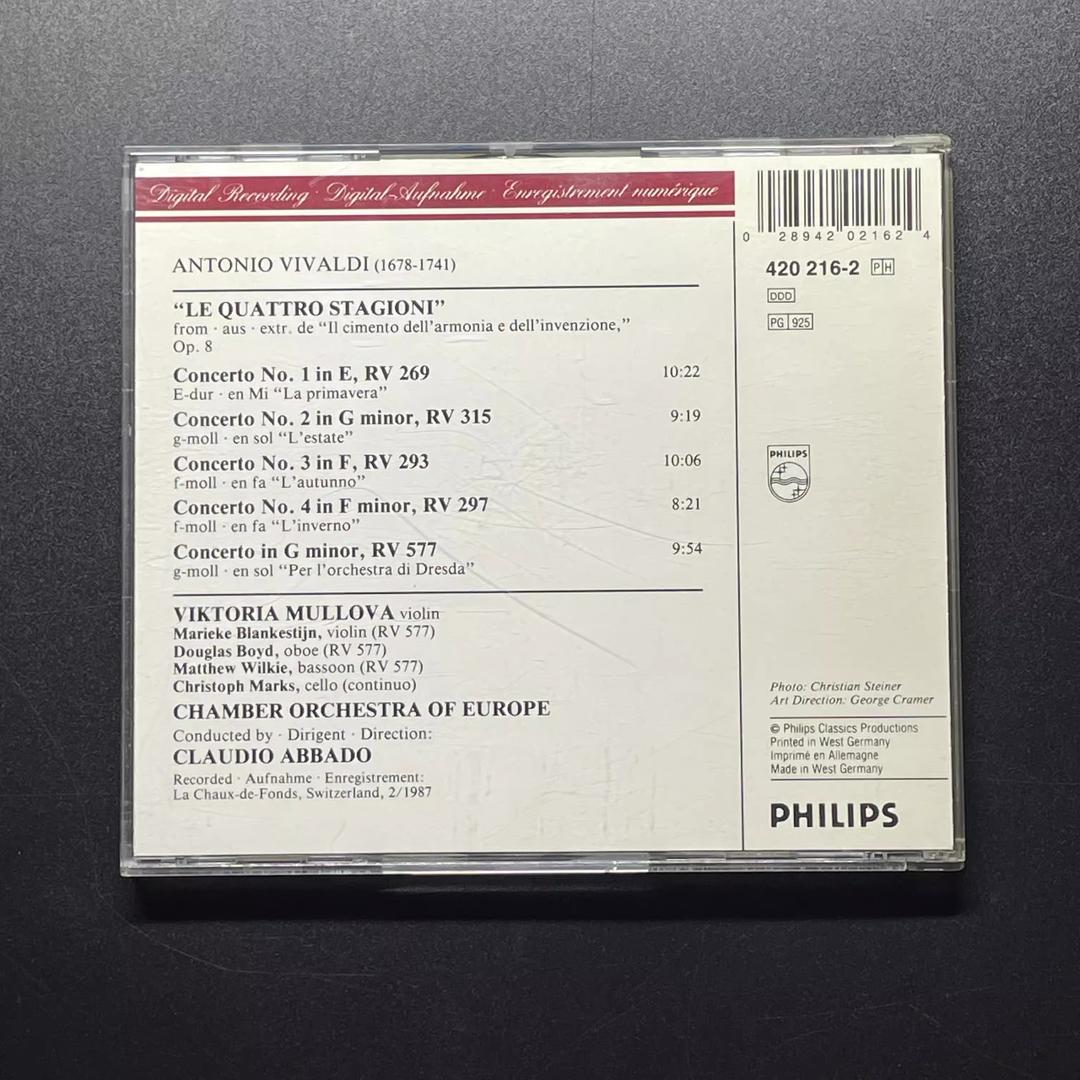 Digital Recording · Digital-Aufnahme · Enregistrement numérique
ANTONIO VIVALDI (1678-1741)
“LE QUATTRO STAGIONI”
from · aus · extr. de “Il cimento dell’armonia e dell’invenzione,”
Op. 8
Concerto No. 1 in E, RV 269 10:22
E-dur · en Mi “La primavera”
Concerto No. 2 in G minor, RV 315 9:19
g-moll · en sol “L’estate”
Concerto No. 3 in F, RV 293 10:06
f-moll · en fa “L’autunno”
Concerto No. 4 in F minor, RV 297 8:21
f-moll · en fa “L’inverno”
Concerto in G minor, RV 577 9:54
g-moll · en sol “Per l’orchestra di Dresda”
VIKTORIA MULLOVA violin
Marieke Blankestijn, violin (RV 577)
Douglas Boyd, oboe (RV 577)
Matthew Wilkie, bassoon (RV 577)
Christoph Marks, cello (continuo)
CHAMBER ORCHESTRA OF EUROPE
Conducted by · Dirigent · Direction:
CLAUDIO ABBADO
Recorded · Aufnahme · Enregistrement:
La Chaux-de-Fonds, Switzerland, 2/1987
0 28942 02162 4
420 216-2 PH
DDD
PG 925
PHILIPS
Photo: Christian Steiner
Art Direction: George Cramer
© Philips Classics Productions
Printed in West Germany
Imprimé en Allemagne
Made in West Germany
PHILIPS